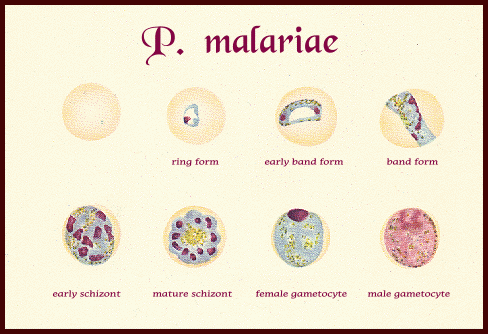 P. malariae
ring form
early band form
band form
early schizont
mature schizont
female gametocyte
male gametocyte